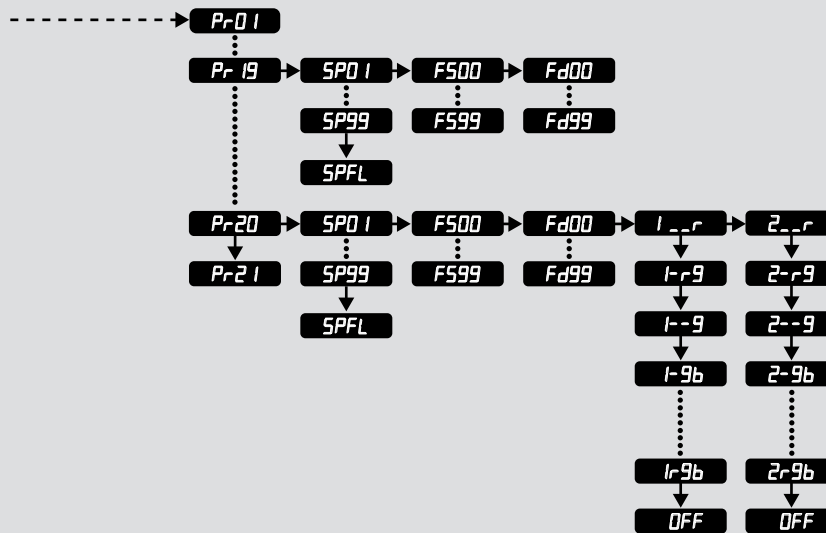 Pr01
Pr19 SP01 FS00 Fd00
SP99 FS99 Fd99
SPFL
Pr20 SP01 FS00 Fd00 1__r 2__r
Pr21 SP99 FS99 Fd99 1-r9 2-r9
SPFL 1--9 2--9
1-9b 2-9b
1r9b 2r9b
OFF OFF